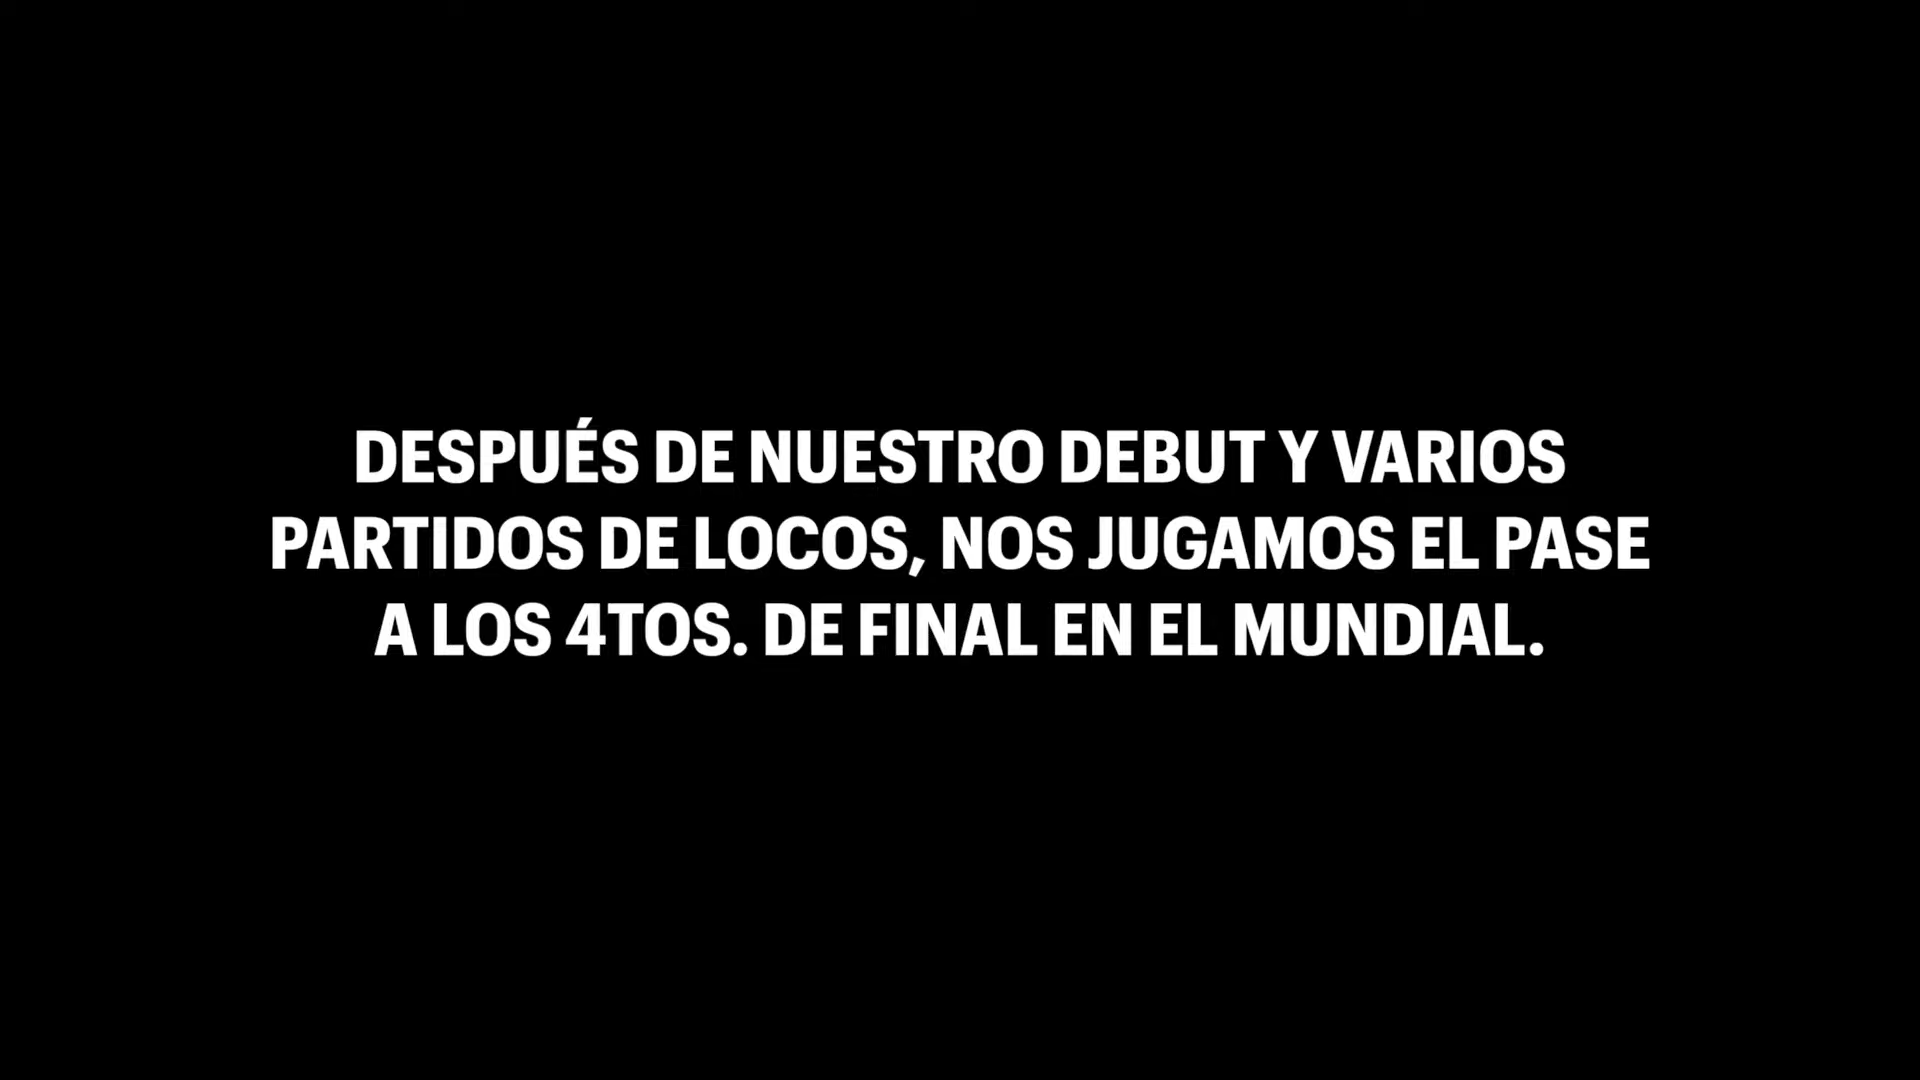 DESPUÉS DE NUESTRO DEBUT Y VARIOS
PARTIDOS DE LOCOS, NOS JUGAMOS EL PASE
A LOS 4TOS. DE FINAL EN EL MUNDIAL.